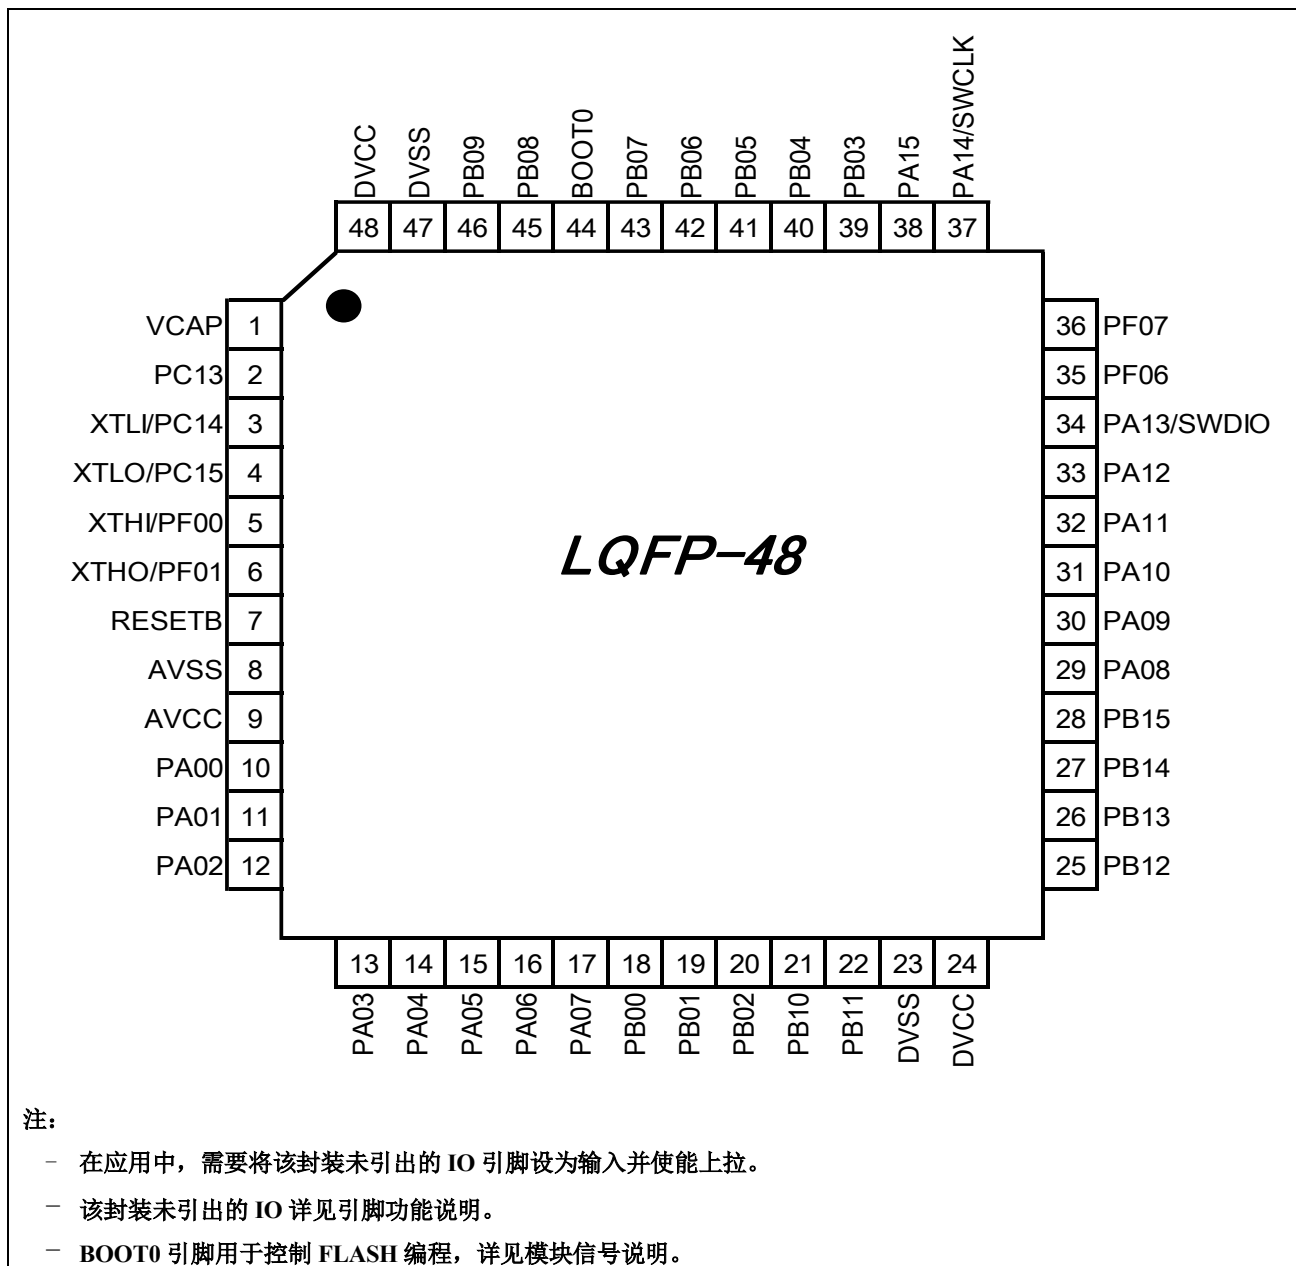 DVCC
DVSS
PB09
PB08
BOOT0
PB07
PB06
PB05
PB04
PB03
PA15
PA14/SWCLK
48 47 46 45 44 43 42 41 40 39 38 37
VCAP 1
PC13 2
XTLI/PC14 3
XTLO/PC15 4
XTHI/PF00 5
XTHO/PF01 6
RESETB 7
AVSS 8
AVCC 9
PA00 10
PA01 11
PA02 12
LQFP-48
36 PF07
35 PF06
34 PA13/SWDIO
33 PA12
32 PA11
31 PA10
30 PA09
29 PA08
28 PB15
27 PB14
26 PB13
25 PB12
13 14 15 16 17 18 19 20 21 22 23 24
PA03
PA04
PA05
PA06
PA07
PB00
PB01
PB02
PB10
PB11
DVSS
DVCC
注：
－ 在应用中，需要将该封装未引出的 IO 引脚设为输入并使能上拉。
－ 该封装未引出的 IO 详见引脚功能说明。
－ BOOT0 引脚用于控制 FLASH 编程，详见模块信号说明。